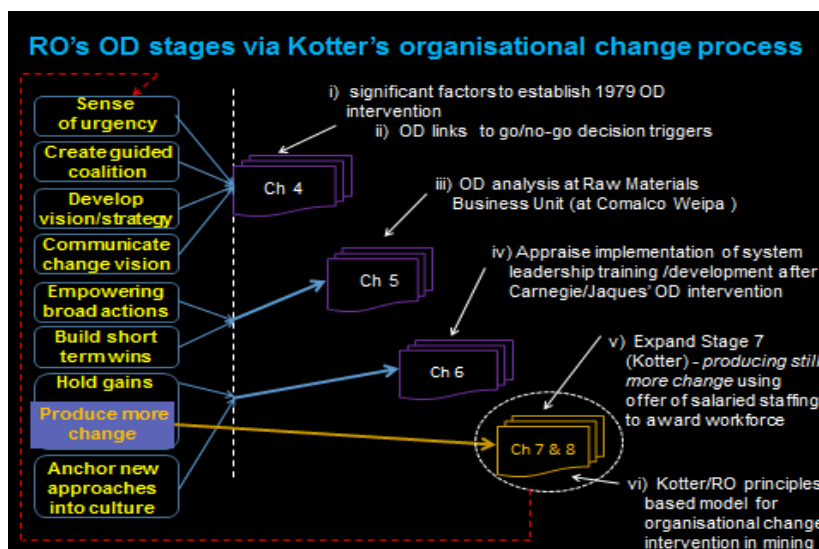 RO's OD stages via Kotter's organisational change process
Sense
of urgency
Create guided
coalition
Develop
vision/strategy
Communicate
change vision
Empowering
broad actions
Build short
term wins
Hold gains
Produce more
change
Anchor new
approaches
into culture
Ch 4
Ch 5
Ch 6
Ch 7 & 8
i) significant factors to establish 1979 OD
intervention
ii) OD links to go/no-go decision triggers
iii) OD analysis at Raw Materials
Business Unit (at Comalco Weipa )
iv) Appraise implementation of system
leadership training /development after
Carnegie/Jaques' OD intervention
v) Expand Stage 7
(Kotter) - producing still
more change using
offer of salaried staffing
to award workforce
vi) Kotter/RO principles
based model for
organisational change
intervention in mining